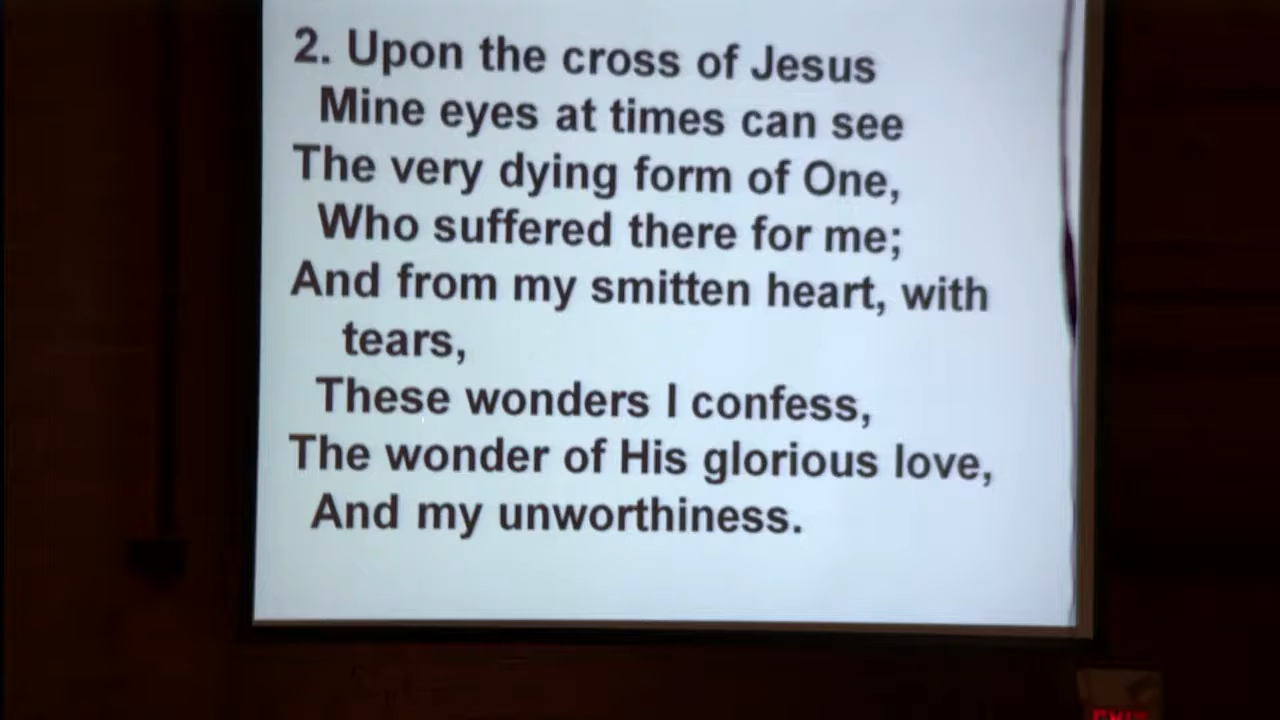 2. Upon the cross of Jesus
Mine eyes at times can see
The very dying form of One,
Who suffered there for me;
And from my smitten heart, with
tears,
These wonders I confess,
The wonder of His glorious love,
And my unworthiness.